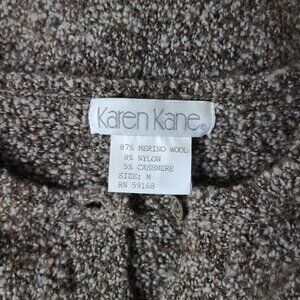 Karen Kane®
87% MERINO WOOL
8% NYLON
5% CASHMERE
SIZE: M
RN 59168